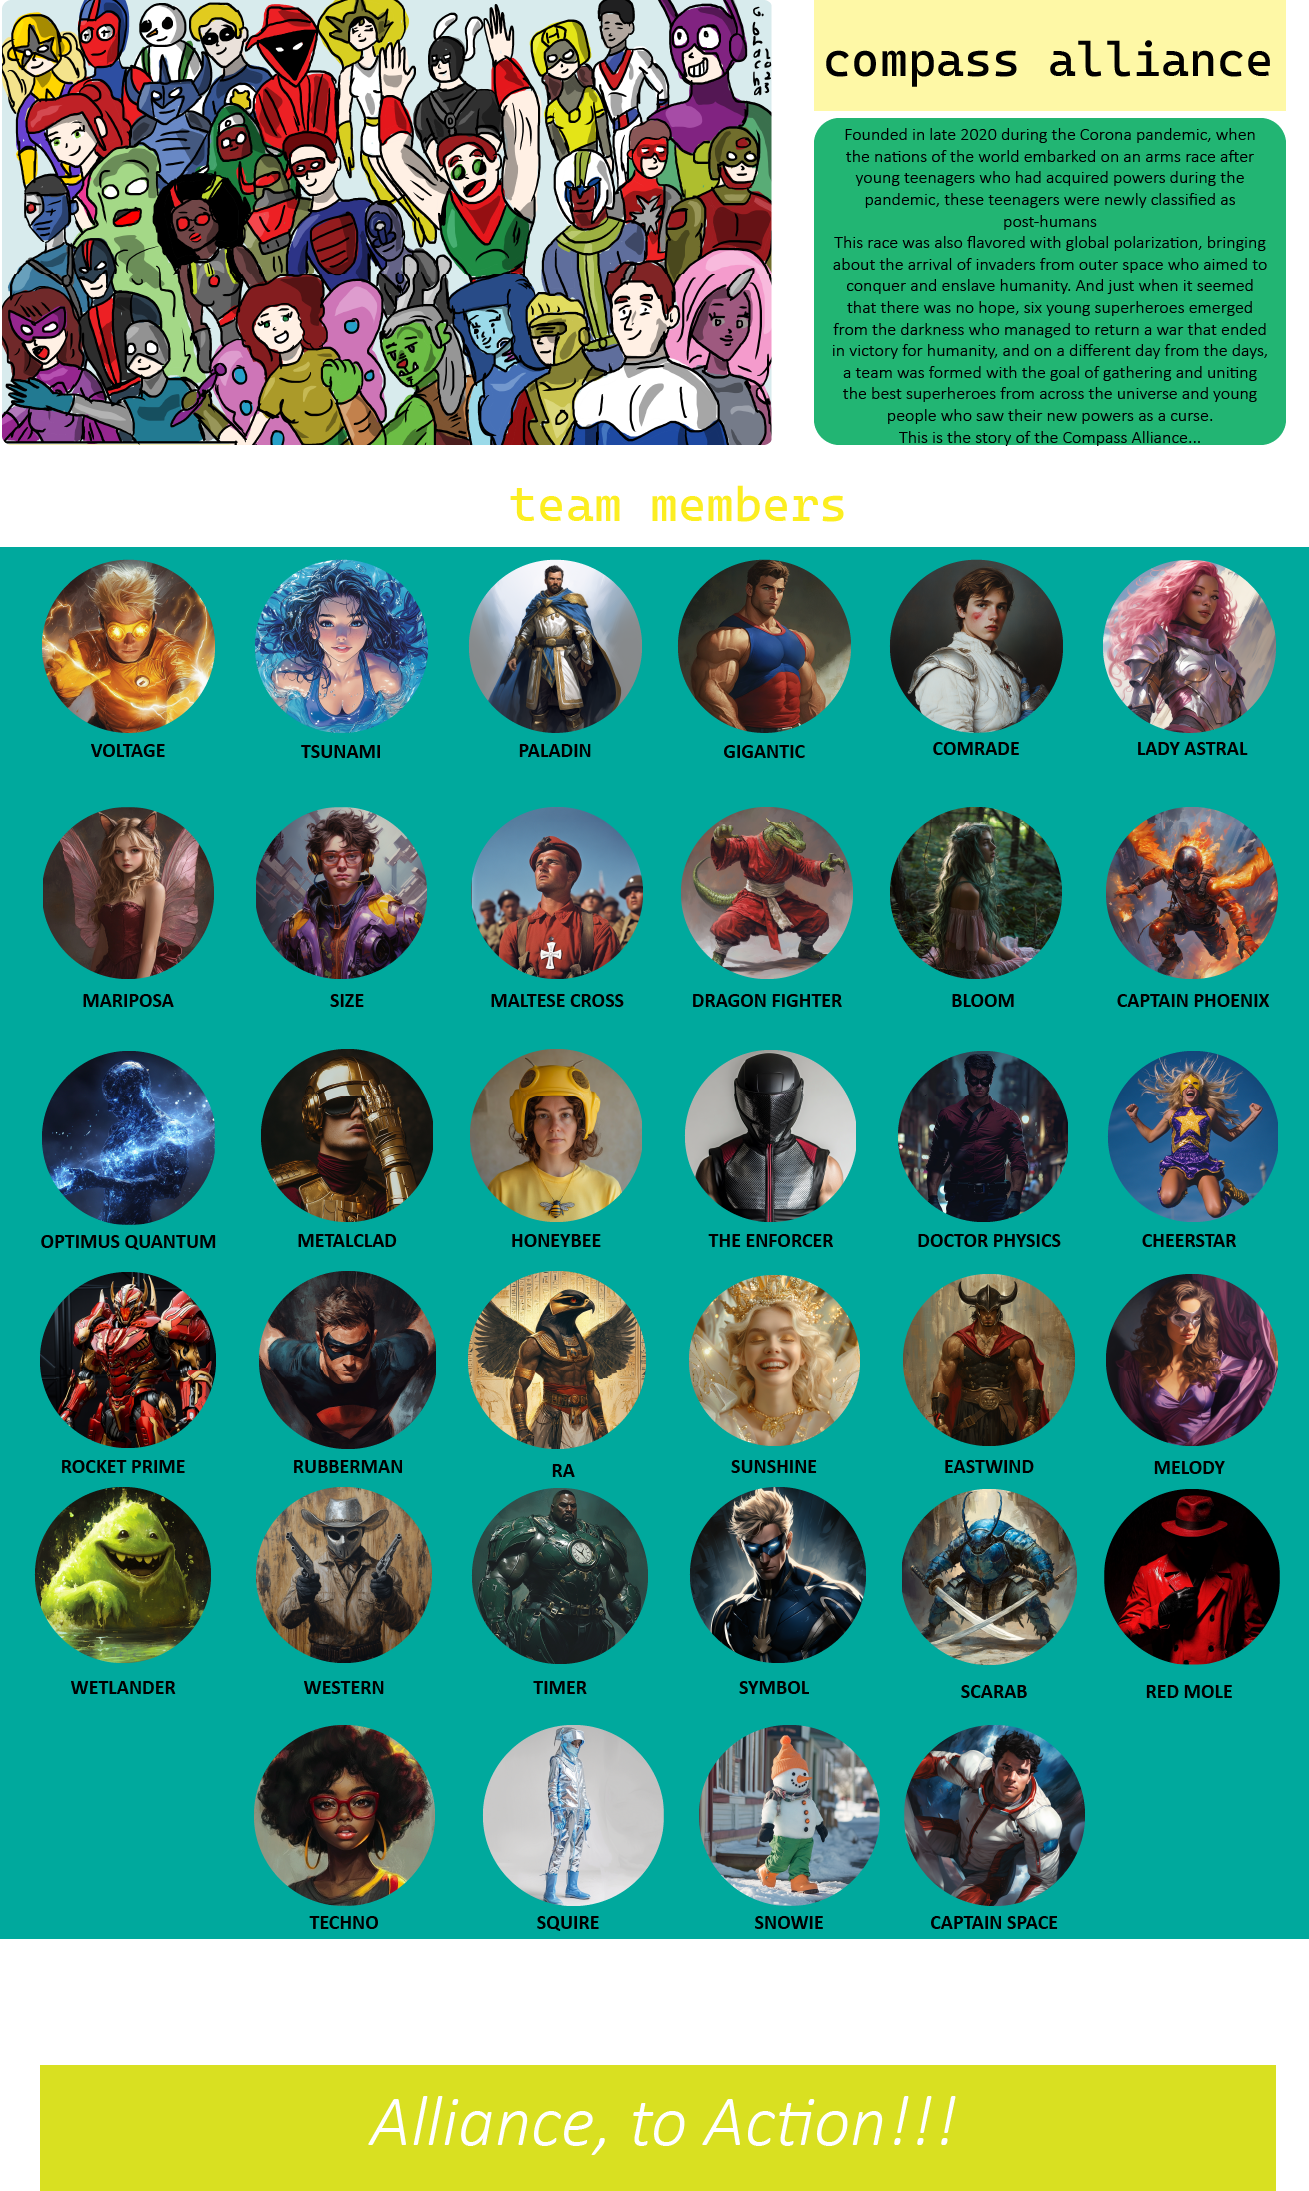 G. bracha
2025
compass alliance
Founded in late 2020 during the Corona pandemic, when
the nations of the world embarked on an arms race after
young teenagers who had acquired powers during the
pandemic, these teenagers were newly classified as
post-humans
This race was also flavored with global polarization, bringing
about the arrival of invaders from outer space who aimed to
conquer and enslave humanity. And just when it seemed
that there was no hope, six young superheroes emerged
from the darkness who managed to return a war that ended
in victory for humanity, and on a different day from the days,
a team was formed with the goal of gathering and uniting
the best superheroes from across the universe and young
people who saw their new powers as a curse.
This is the story of the Compass Alliance...
team members
VOLTAGE TSUNAMI PALADIN GIGANTIC COMRADE LADY ASTRAL
MARIPOSA SIZE MALTESE CROSS DRAGON FIGHTER BLOOM CAPTAIN PHOENIX
OPTIMUS QUANTUM METALCLAD HONEYBEE THE ENFORCER DOCTOR PHYSICS CHEERSTAR
ROCKET PRIME RUBBERMAN RA SUNSHINE EASTWIND MELODY
WETLANDER WESTERN TIMER SYMBOL SCARAB RED MOLE
TECHNO SQUIRE SNOWIE CAPTAIN SPACE
Alliance, to Action!!!